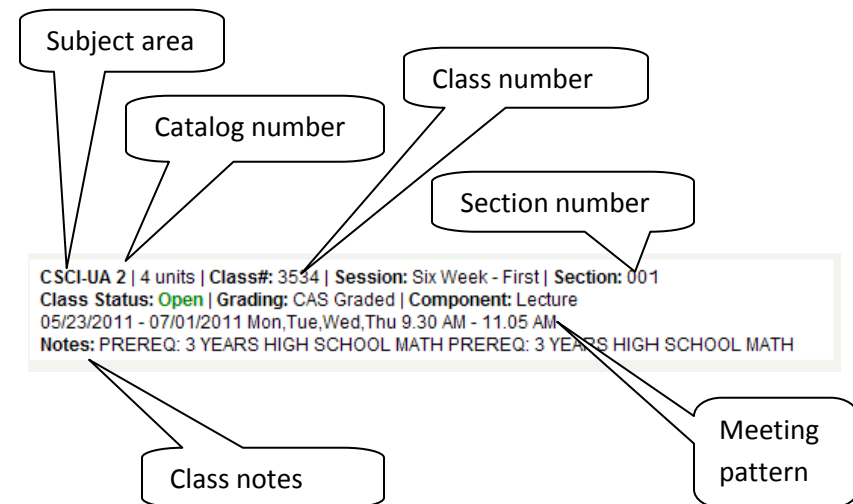 Subject area
Class number
Catalog number
Section number
CSCI-UA 2 | 4 units | Class#: 3534 | Session: Six Week - First | Section: 001
Class Status: Open | Grading: CAS Graded | Component: Lecture
05/23/2011 - 07/01/2011 Mon,Tue,Wed,Thu 9.30 AM - 11.05 AM
Notes: PREREQ: 3 YEARS HIGH SCHOOL MATH PREREQ: 3 YEARS HIGH SCHOOL MATH
Meeting
pattern
Class notes